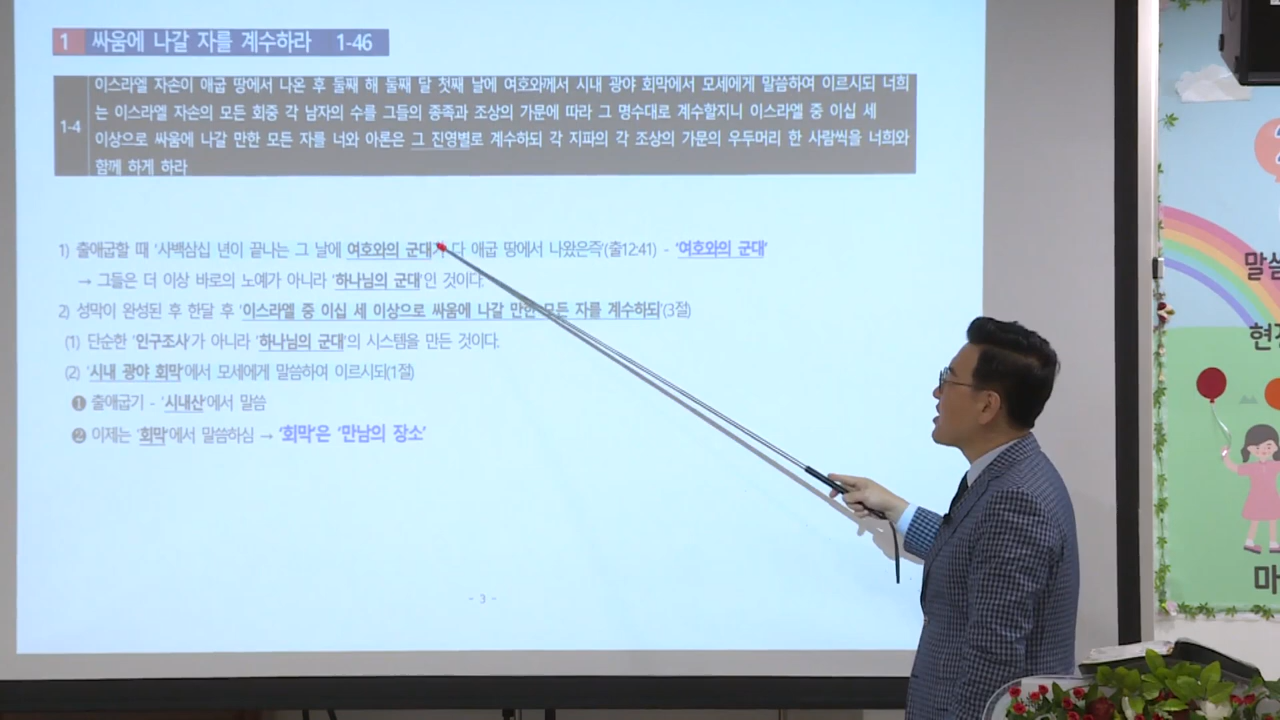 1 싸움에 나갈 자를 계수하라 1-46
이스라엘 자손이 애굽 땅에서 나온 후 둘째 해 둘째 달 첫째 날에 여호와께서 시내 광야 회막에서 모세에게 말씀하여 이르시되 너희
는 이스라엘 자손의 모든 회중 각 남자의 수를 그들의 종족과 조상의 가문에 따라 그 명수대로 계수할지니 이스라엘 중 이십 세
1-4
이상으로 싸움에 나갈 만한 모든 자를 너와 아론은 그 진영별로 계수하되 각 지파의 각 조상의 가문의 우두머리 한 사람씩을 너희와
함께 하게 하라
1) 출애굽할 때 '사백삼십 년이 끝나는 그 날에 여호와의 군대가 다 애굽 땅에서 나왔은즉(출12:41) - '여호와의 군대'
→ 그들은 더 이상 바로의 노예가 아니라 '하나님의 군대'인 것이다.
2) 성막이 완성된 후 한달 후 '이스라엘 중 이십 세 이상으로 싸움에 나갈 만한 모든 자를 계수하되'(3절)
(1) 단순한 '인구조사'가 아니라 '하나님의 군대'의 시스템을 만든 것이다.
(2) '시내 광야 회막'에서 모세에게 말씀하여 이르시되(1절)
❶ 출애굽기 - '시내산'에서 말씀
❷ 이제는 '회막'에서 말씀하심 → '회막'은 '만남의 장소'
- 3 -